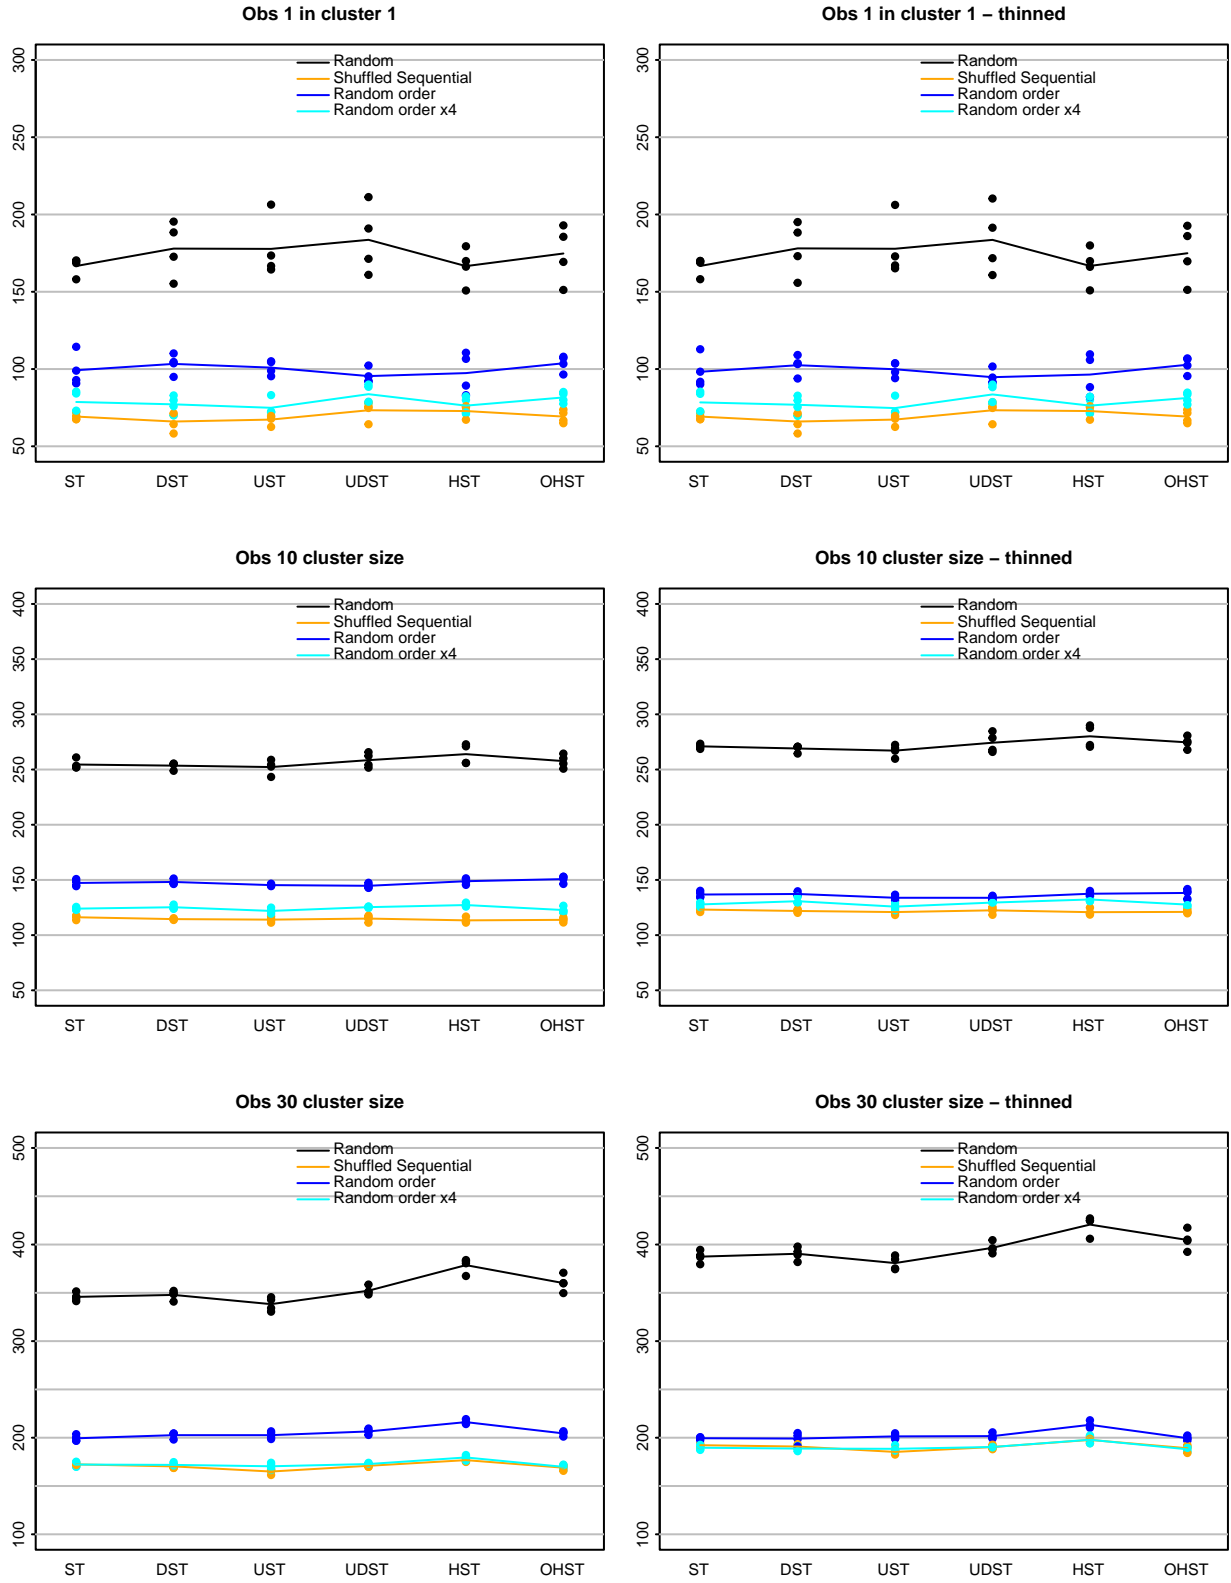 Obs 1 in cluster 1
300
250
200
150
100
50
Random
Shuffled Sequential
Random order
Random order x4
ST DST UST UDST HST OHST
Obs 1 in cluster 1 – thinned
300
250
200
150
100
50
Random
Shuffled Sequential
Random order
Random order x4
ST DST UST UDST HST OHST
Obs 10 cluster size
400
350
300
250
200
150
100
50
Random
Shuffled Sequential
Random order
Random order x4
ST DST UST UDST HST OHST
Obs 10 cluster size – thinned
400
350
300
250
200
150
100
50
Random
Shuffled Sequential
Random order
Random order x4
ST DST UST UDST HST OHST
Obs 30 cluster size
500
400
300
200
100
Random
Shuffled Sequential
Random order
Random order x4
ST DST UST UDST HST OHST
Obs 30 cluster size – thinned
500
400
300
200
100
Random
Shuffled Sequential
Random order
Random order x4
ST DST UST UDST HST OHST